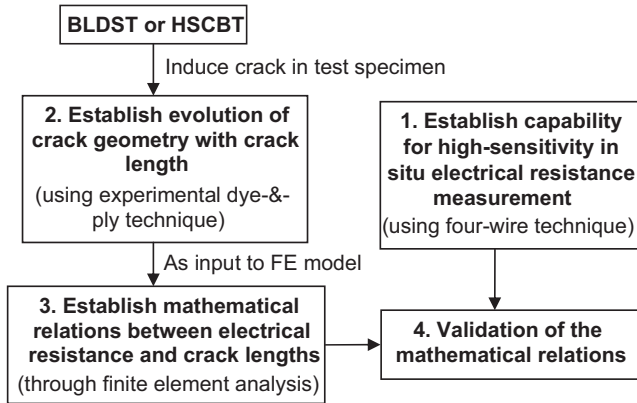 BLDST or HSCBT
Induce crack in test specimen
2. Establish evolution of
crack geometry with crack
length
(using experimental dye-&-
ply technique)
1. Establish capability
for high-sensitivity in
situ electrical resistance
measurement
(using four-wire technique)
As input to FE model
3. Establish mathematical
relations between electrical
resistance and crack lengths
(through finite element analysis)
4. Validation of the
mathematical relations